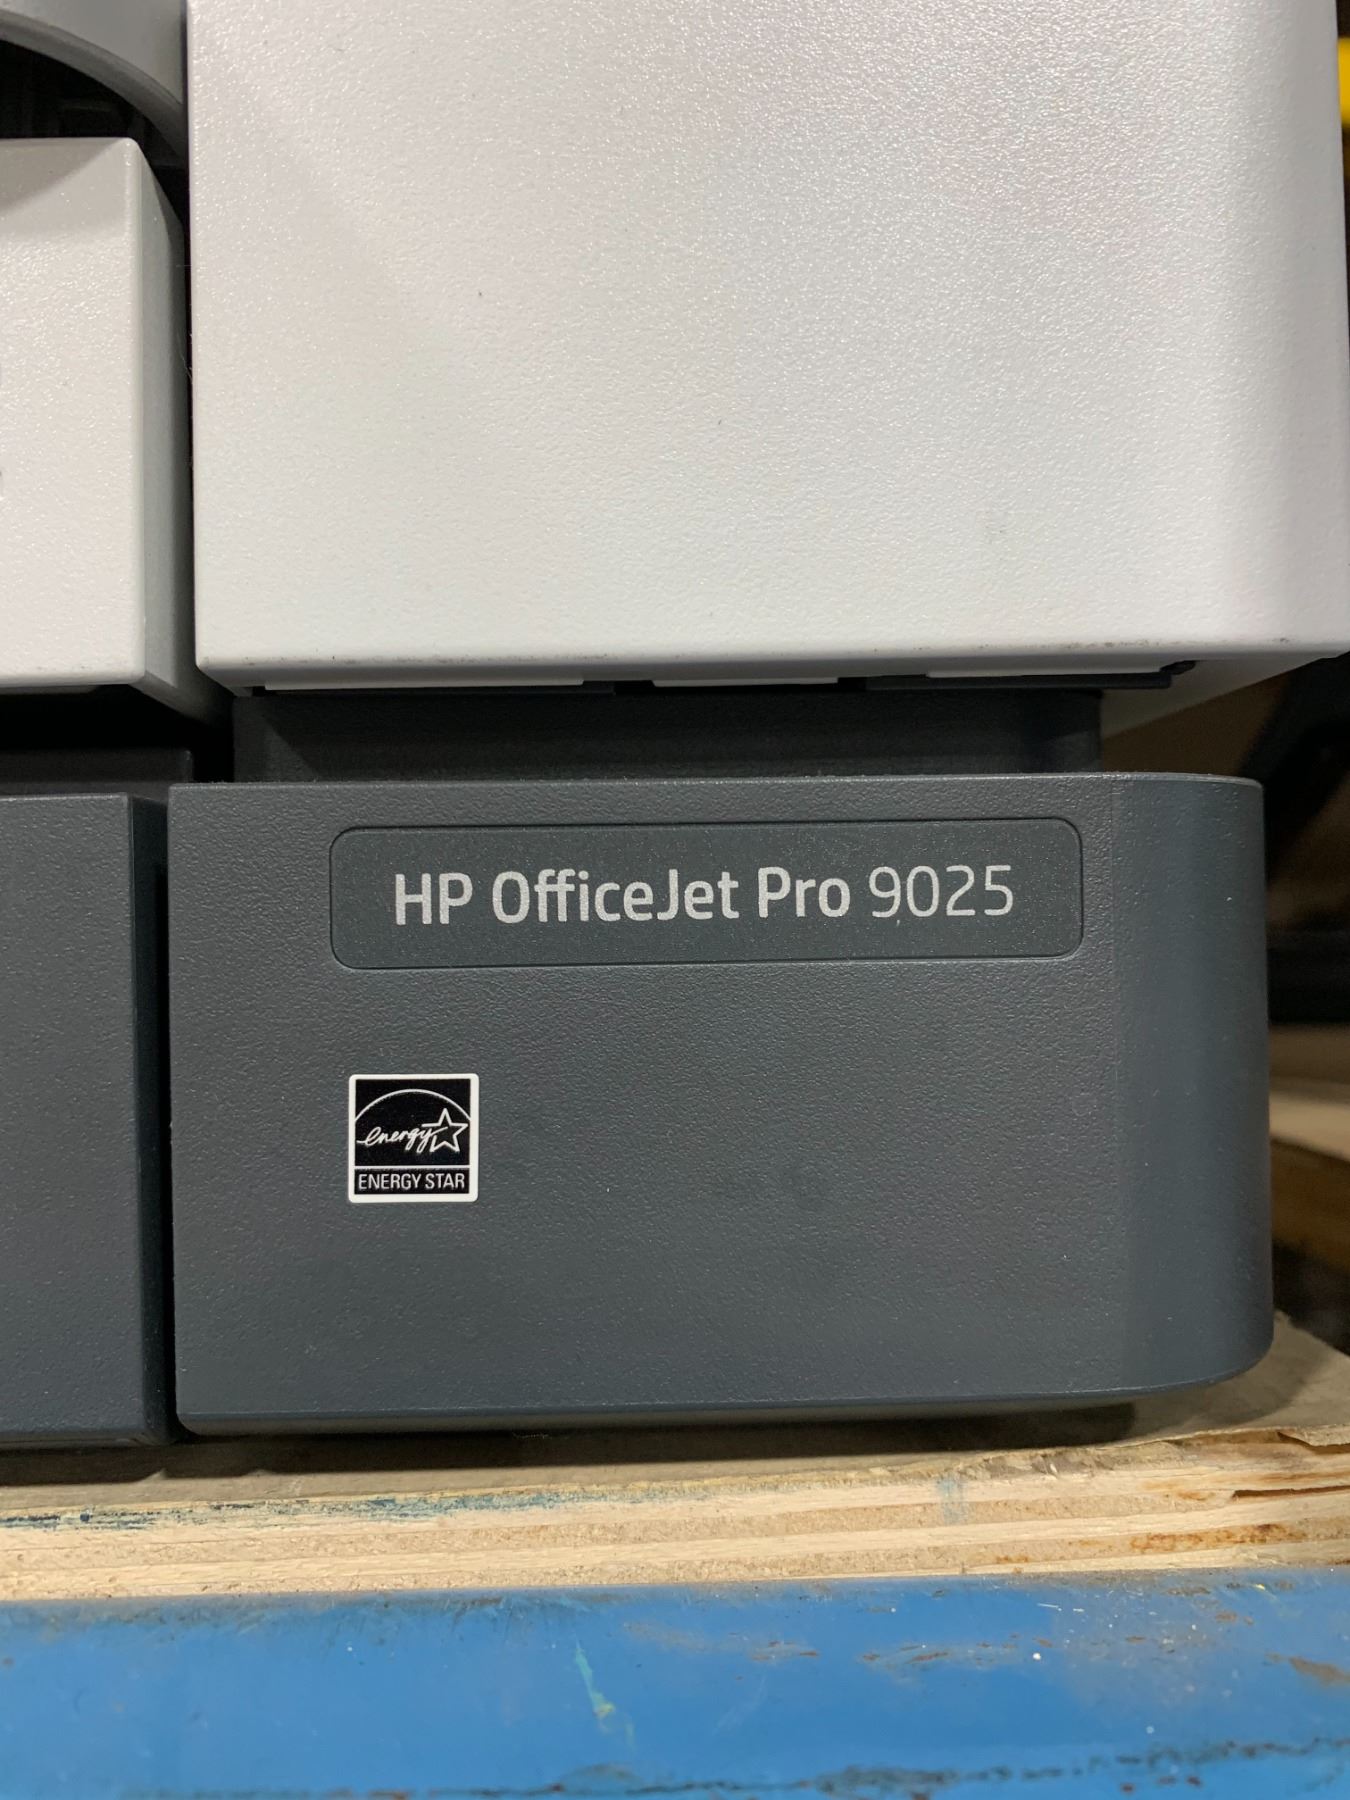 HP OfficeJet Pro 9025
energy
ENERGY STAR